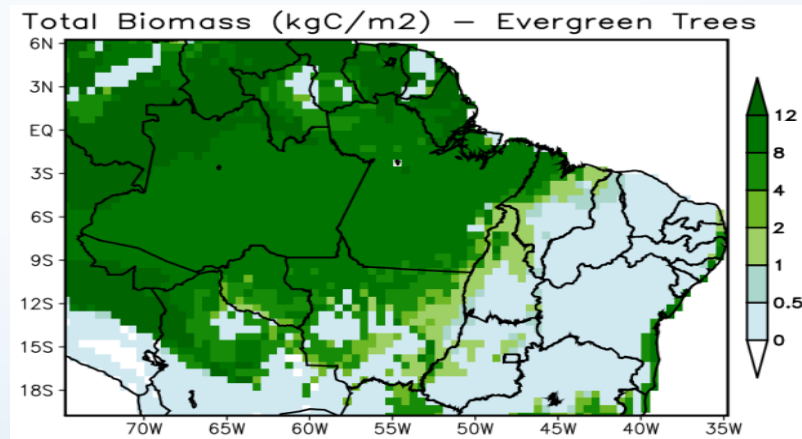 Total Biomass (kgC/m2) — Evergreen Trees
6N
3N
EQ
3S
6S
9S
12S
15S
18S
70W 65W 60W 55W 50W 45W 40W 35W
12
8
4
2
1
0.5
0